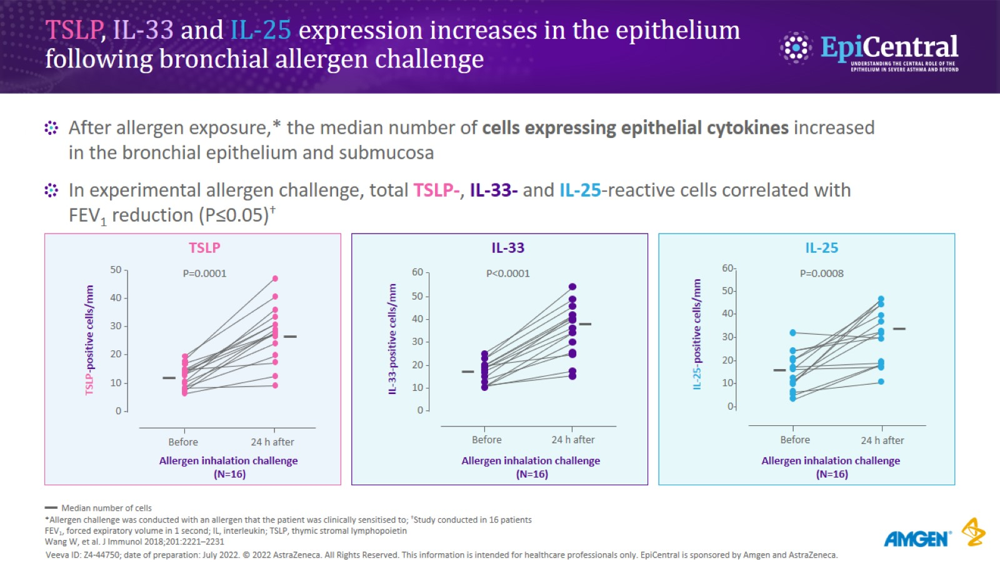 TSLP, IL-33 and IL-25 expression increases in the epithelium
following bronchial allergen challenge
EpiCentral
UNDERSTANDING THE CENTRAL ROLE OF THE
EPITHELIUM IN SEVERE ASTHMA AND BEYOND
After allergen exposure,* the median number of cells expressing epithelial cytokines increased
in the bronchial epithelium and submucosa
In experimental allergen challenge, total TSLP-, IL-33- and IL-25-reactive cells correlated with
FEV₁ reduction (P≤0.05)†
TSLP
P=0.0001
TSLP-positive cells/mm
50
40
30
20
10
0
Before
24 h after
Allergen inhalation challenge
(N=16)
IL-33
P<0.0001
IL-33-positive cells/mm
60
50
40
30
20
10
0
Before
24 h after
Allergen inhalation challenge
(N=16)
IL-25
P=0.0008
IL-25-positive cells/mm
60
50
40
30
20
10
0
Before
24 h after
Allergen inhalation challenge
(N=16)
Median number of cells
*Allergen challenge was conducted with an allergen that the patient was clinically sensitised to; †Study conducted in 16 patients
FEV₁, forced expiratory volume in 1 second; IL, interleukin; TSLP, thymic stromal lymphopoietin
Wang W, et al. J Immunol 2018;201:2221–2231
Veeva ID: Z4-44750; date of preparation: July 2022. © 2022 AstraZeneca. All Rights Reserved. This information is intended for healthcare professionals only. EpiCentral is sponsored by Amgen and AstraZeneca.
AMGEN®